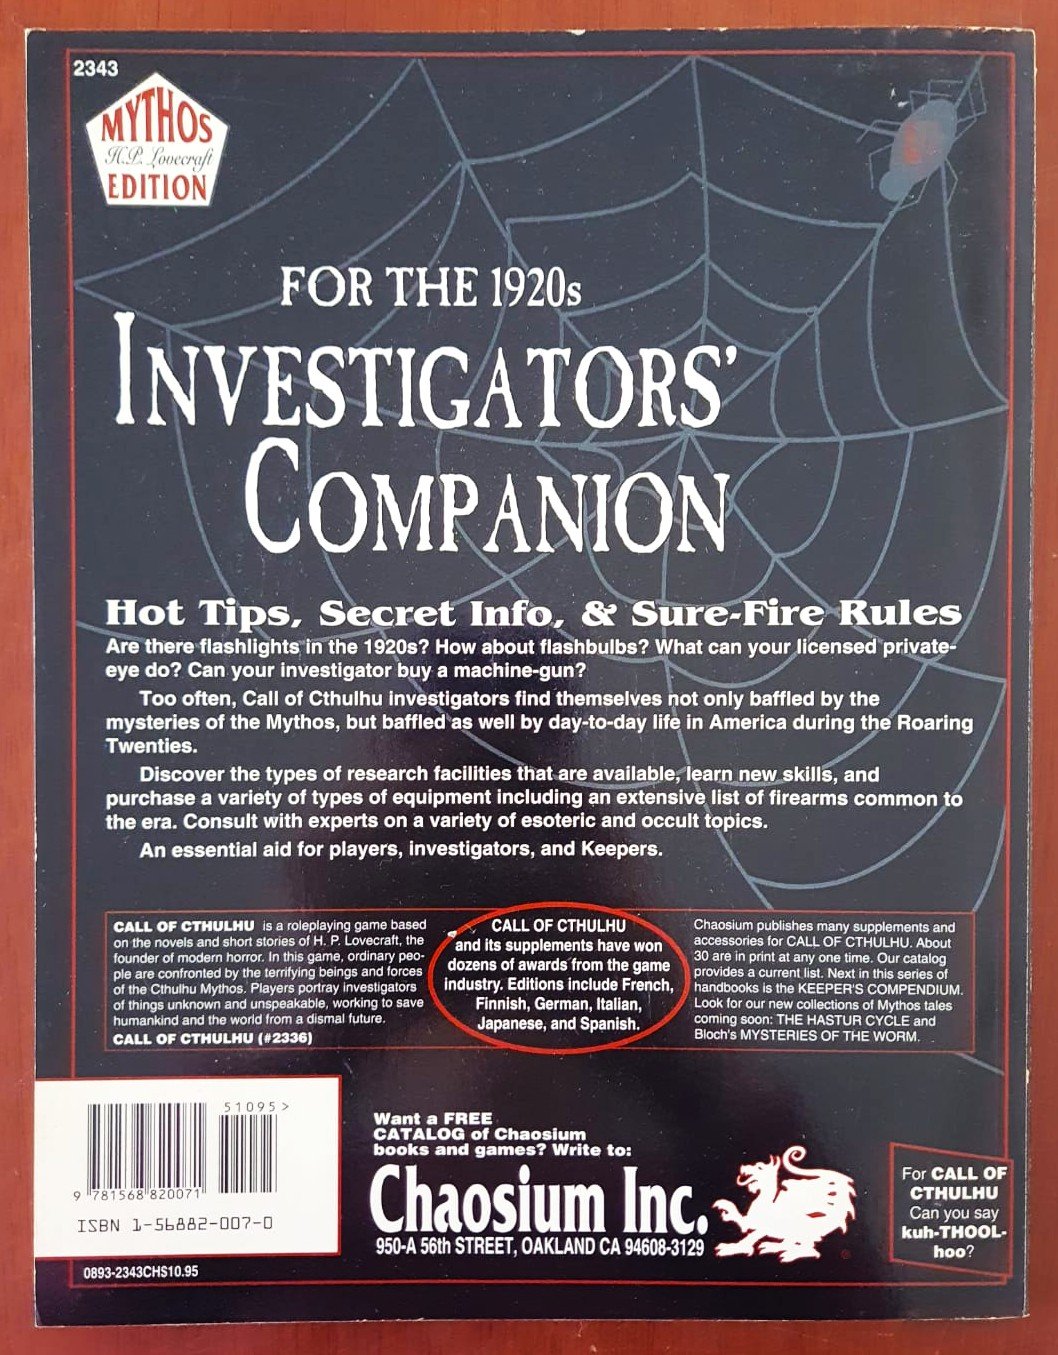 2343
MYTHOS
H.P. Lovecraft
EDITION
FOR THE 1920s
INVESTIGATORS'
COMPANION
Hot Tips, Secret Info, & Sure-Fire Rules
Are there flashlights in the 1920s? How about flashbulbs? What can your licensed private-
eye do? Can your investigator buy a machine-gun?
Too often, Call of Cthulhu investigators find themselves not only baffled by the
mysteries of the Mythos, but baffled as well by day-to-day life in America during the Roaring
Twenties.
Discover the types of research facilities that are available, learn new skills, and
purchase a variety of types of equipment including an extensive list of firearms common to
the era. Consult with experts on a variety of esoteric and occult topics.
An essential aid for players, investigators, and Keepers.
CALL OF CTHULHU is a roleplaying game based
on the novels and short stories of H. P. Lovecraft, the
founder of modern horror. In this game, ordinary peo-
ple are confronted by the terrifying beings and forces
of the Cthulhu Mythos. Players portray investigators
of things unknown and unspeakable, working to save
humankind and the world from a dismal future.
CALL OF CTHULHU (#2336)
CALL OF CTHULHU
and its supplements have won
dozens of awards from the game
industry. Editions include French,
Finnish, German, Italian,
Japanese, and Spanish.
Chaosium publishes many supplements and
accessories for CALL OF CTHULHU. About
30 are in print at any one time. Our catalog
provides a current list. Next in this series of
handbooks is the KEEPER'S COMPENDIUM.
Look for our new collections of Mythos tales
coming soon: THE HASTUR CYCLE and
Bloch's MYSTERIES OF THE WORM.
51095>
9 781568 820071
ISBN 1-56882-007-0
0893-2343CH$10.95
Want a FREE
CATALOG of Chaosium
books and games? Write to:
Chaosium Inc.
950-A 56th STREET, OAKLAND CA 94608-3129
For CALL OF
CTHULHU
Can you say
kuh-THOOL-
hoo?